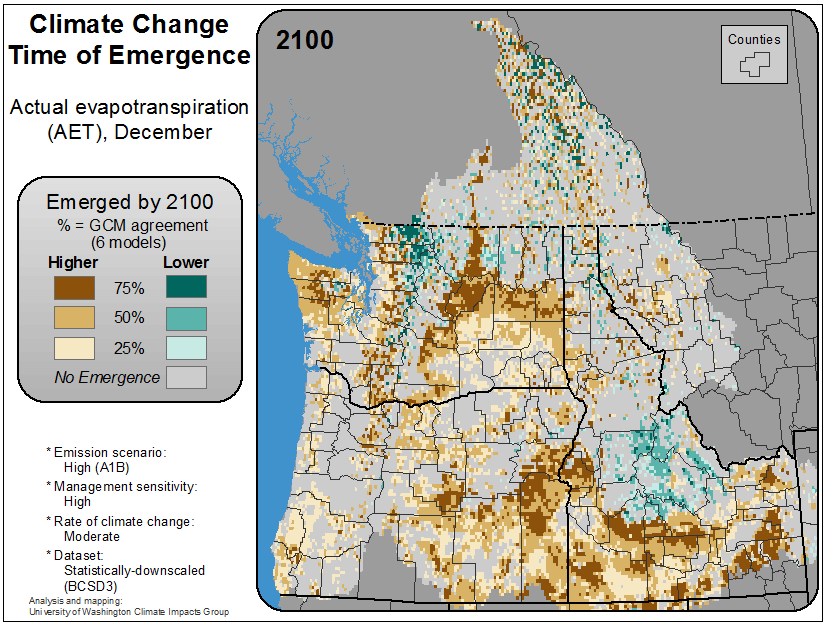 Climate Change
Time of Emergence
Actual evapotranspiration
(AET), December
Emerged by 2100
% = GCM agreement
(6 models)
Higher Lower
75%
50%
25%
No Emergence
* Emission scenario:
High (A1B)
* Management sensitivity:
High
* Rate of climate change:
Moderate
* Dataset:
Statistically-downscaled
(BCSD3)
Analysis and mapping:
University of Washington Climate Impacts Group
2100
Counties